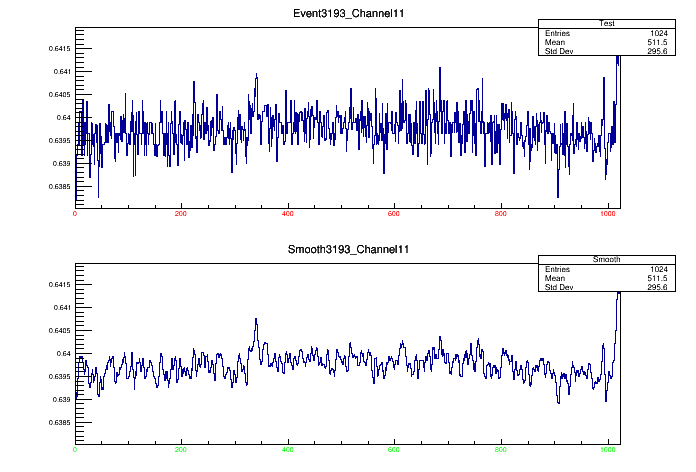 Event3193_Channel11
Test
Entries 1024
Mean 511.5
Std Dev 295.6
0.6415
0.641
0.6405
0.64
0.6395
0.639
0.6385
0 200 400 600 800 1000
Smooth3193_Channel11
Smooth
Entries 1024
Mean 511.5
Std Dev 295.6
0.6415
0.641
0.6405
0.64
0.6395
0.639
0.6385
0 200 400 600 800 1000